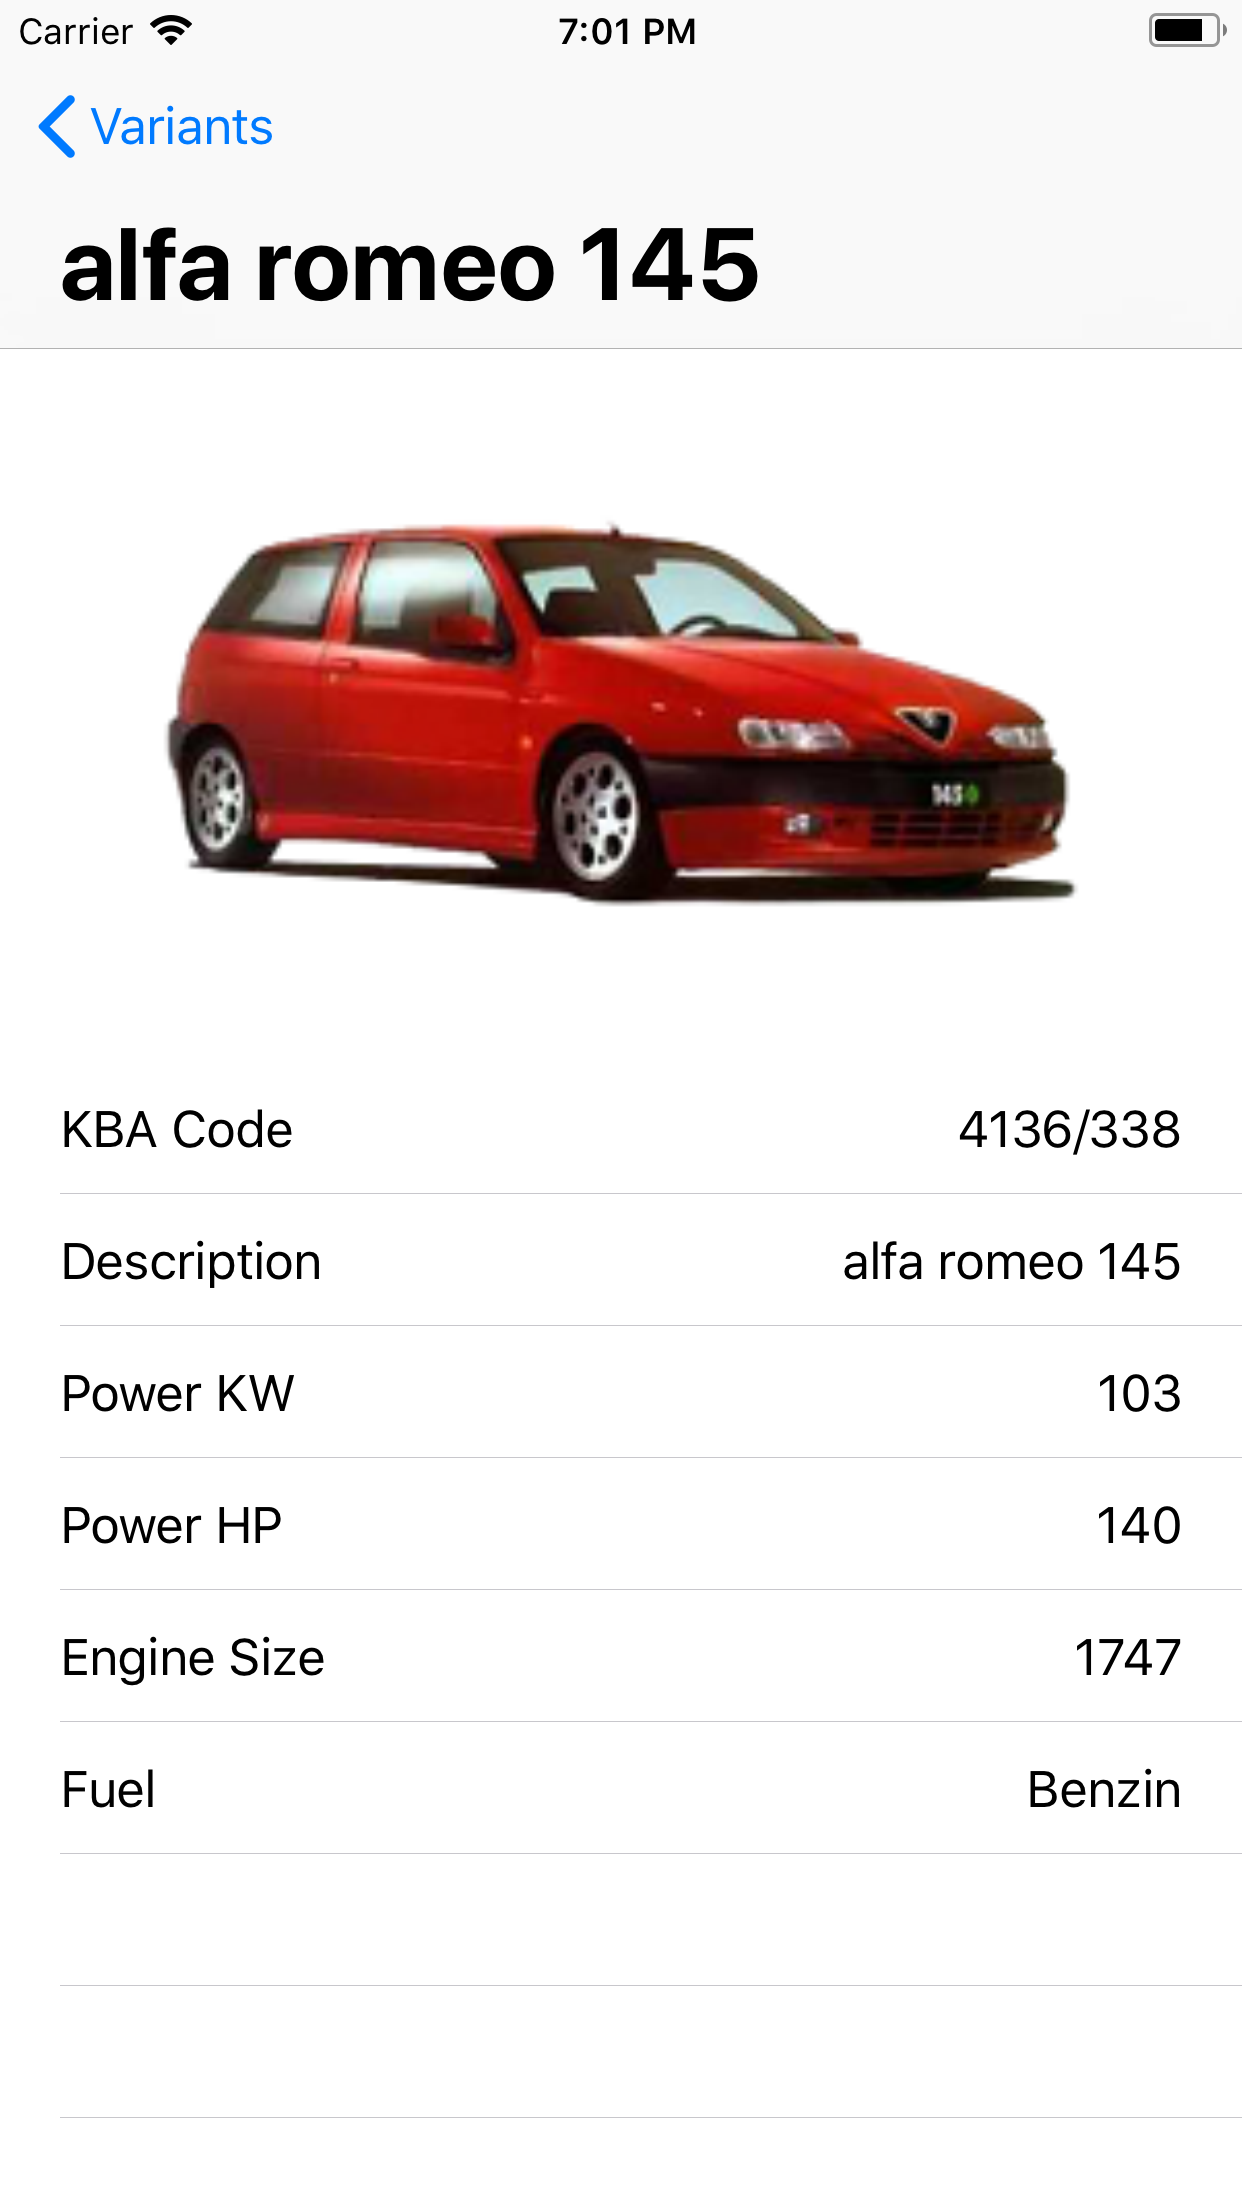 Carrier 7:01 PM
Variants
alfa romeo 145
145
KBA Code 4136/338
Description alfa romeo 145
Power KW 103
Power HP 140
Engine Size 1747
Fuel Benzin